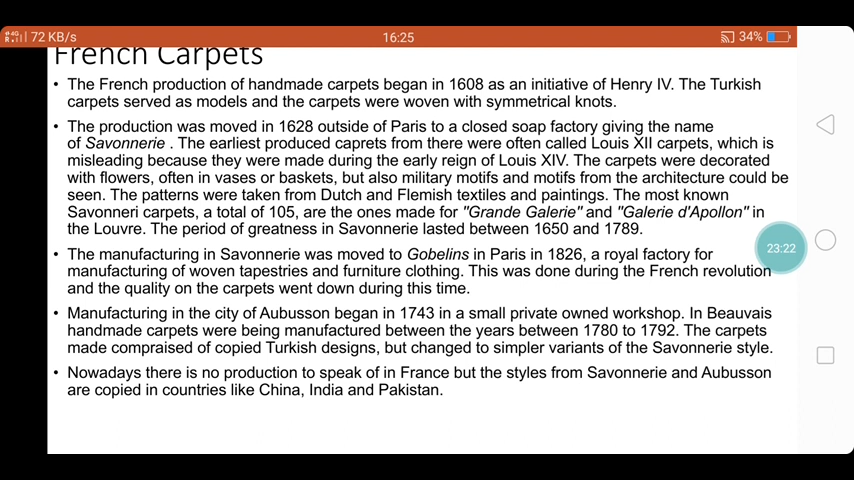 72 KB/s
16:25
34%
French Carpets
• The French production of handmade carpets began in 1608 as an initiative of Henry IV. The Turkish
carpets served as models and the carpets were woven with symmetrical knots.
• The production was moved in 1628 outside of Paris to a closed soap factory giving the name
of Savonnerie . The earliest produced caprets from there were often called Louis XII carpets, which is
misleading because they were made during the early reign of Louis XIV. The carpets were decorated
with flowers, often in vases or baskets, but also military motifs and motifs from the architecture could be
seen. The patterns were taken from Dutch and Flemish textiles and paintings. The most known
Savonneri carpets, a total of 105, are the ones made for "Grande Galerie" and "Galerie d'Apollon" in
the Louvre. The period of greatness in Savonnerie lasted between 1650 and 1789.
23:22
• The manufacturing in Savonnerie was moved to Gobelins in Paris in 1826, a royal factory for
manufacturing of woven tapestries and furniture clothing. This was done during the French revolution
and the quality on the carpets went down during this time.
• Manufacturing in the city of Aubusson began in 1743 in a small private owned workshop. In Beauvais
handmade carpets were being manufactured between the years between 1780 to 1792. The carpets
made compraised of copied Turkish designs, but changed to simpler variants of the Savonnerie style.
• Nowadays there is no production to speak of in France but the styles from Savonnerie and Aubusson
are copied in countries like China, India and Pakistan.